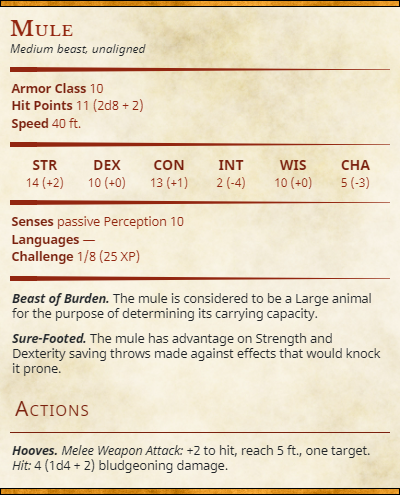 Mule
Medium beast, unaligned
Armor Class 10
Hit Points 11 (2d8 + 2)
Speed 40 ft.
STR DEX CON INT WIS CHA
14 (+2) 10 (+0) 13 (+1) 2 (-4) 10 (+0) 5 (-3)
Senses passive Perception 10
Languages —
Challenge 1/8 (25 XP)
Beast of Burden. The mule is considered to be a Large animal
for the purpose of determining its carrying capacity.
Sure-Footed. The mule has advantage on Strength and
Dexterity saving throws made against effects that would knock
it prone.
Actions
Hooves. Melee Weapon Attack: +2 to hit, reach 5 ft., one target.
Hit: 4 (1d4 + 2) bludgeoning damage.